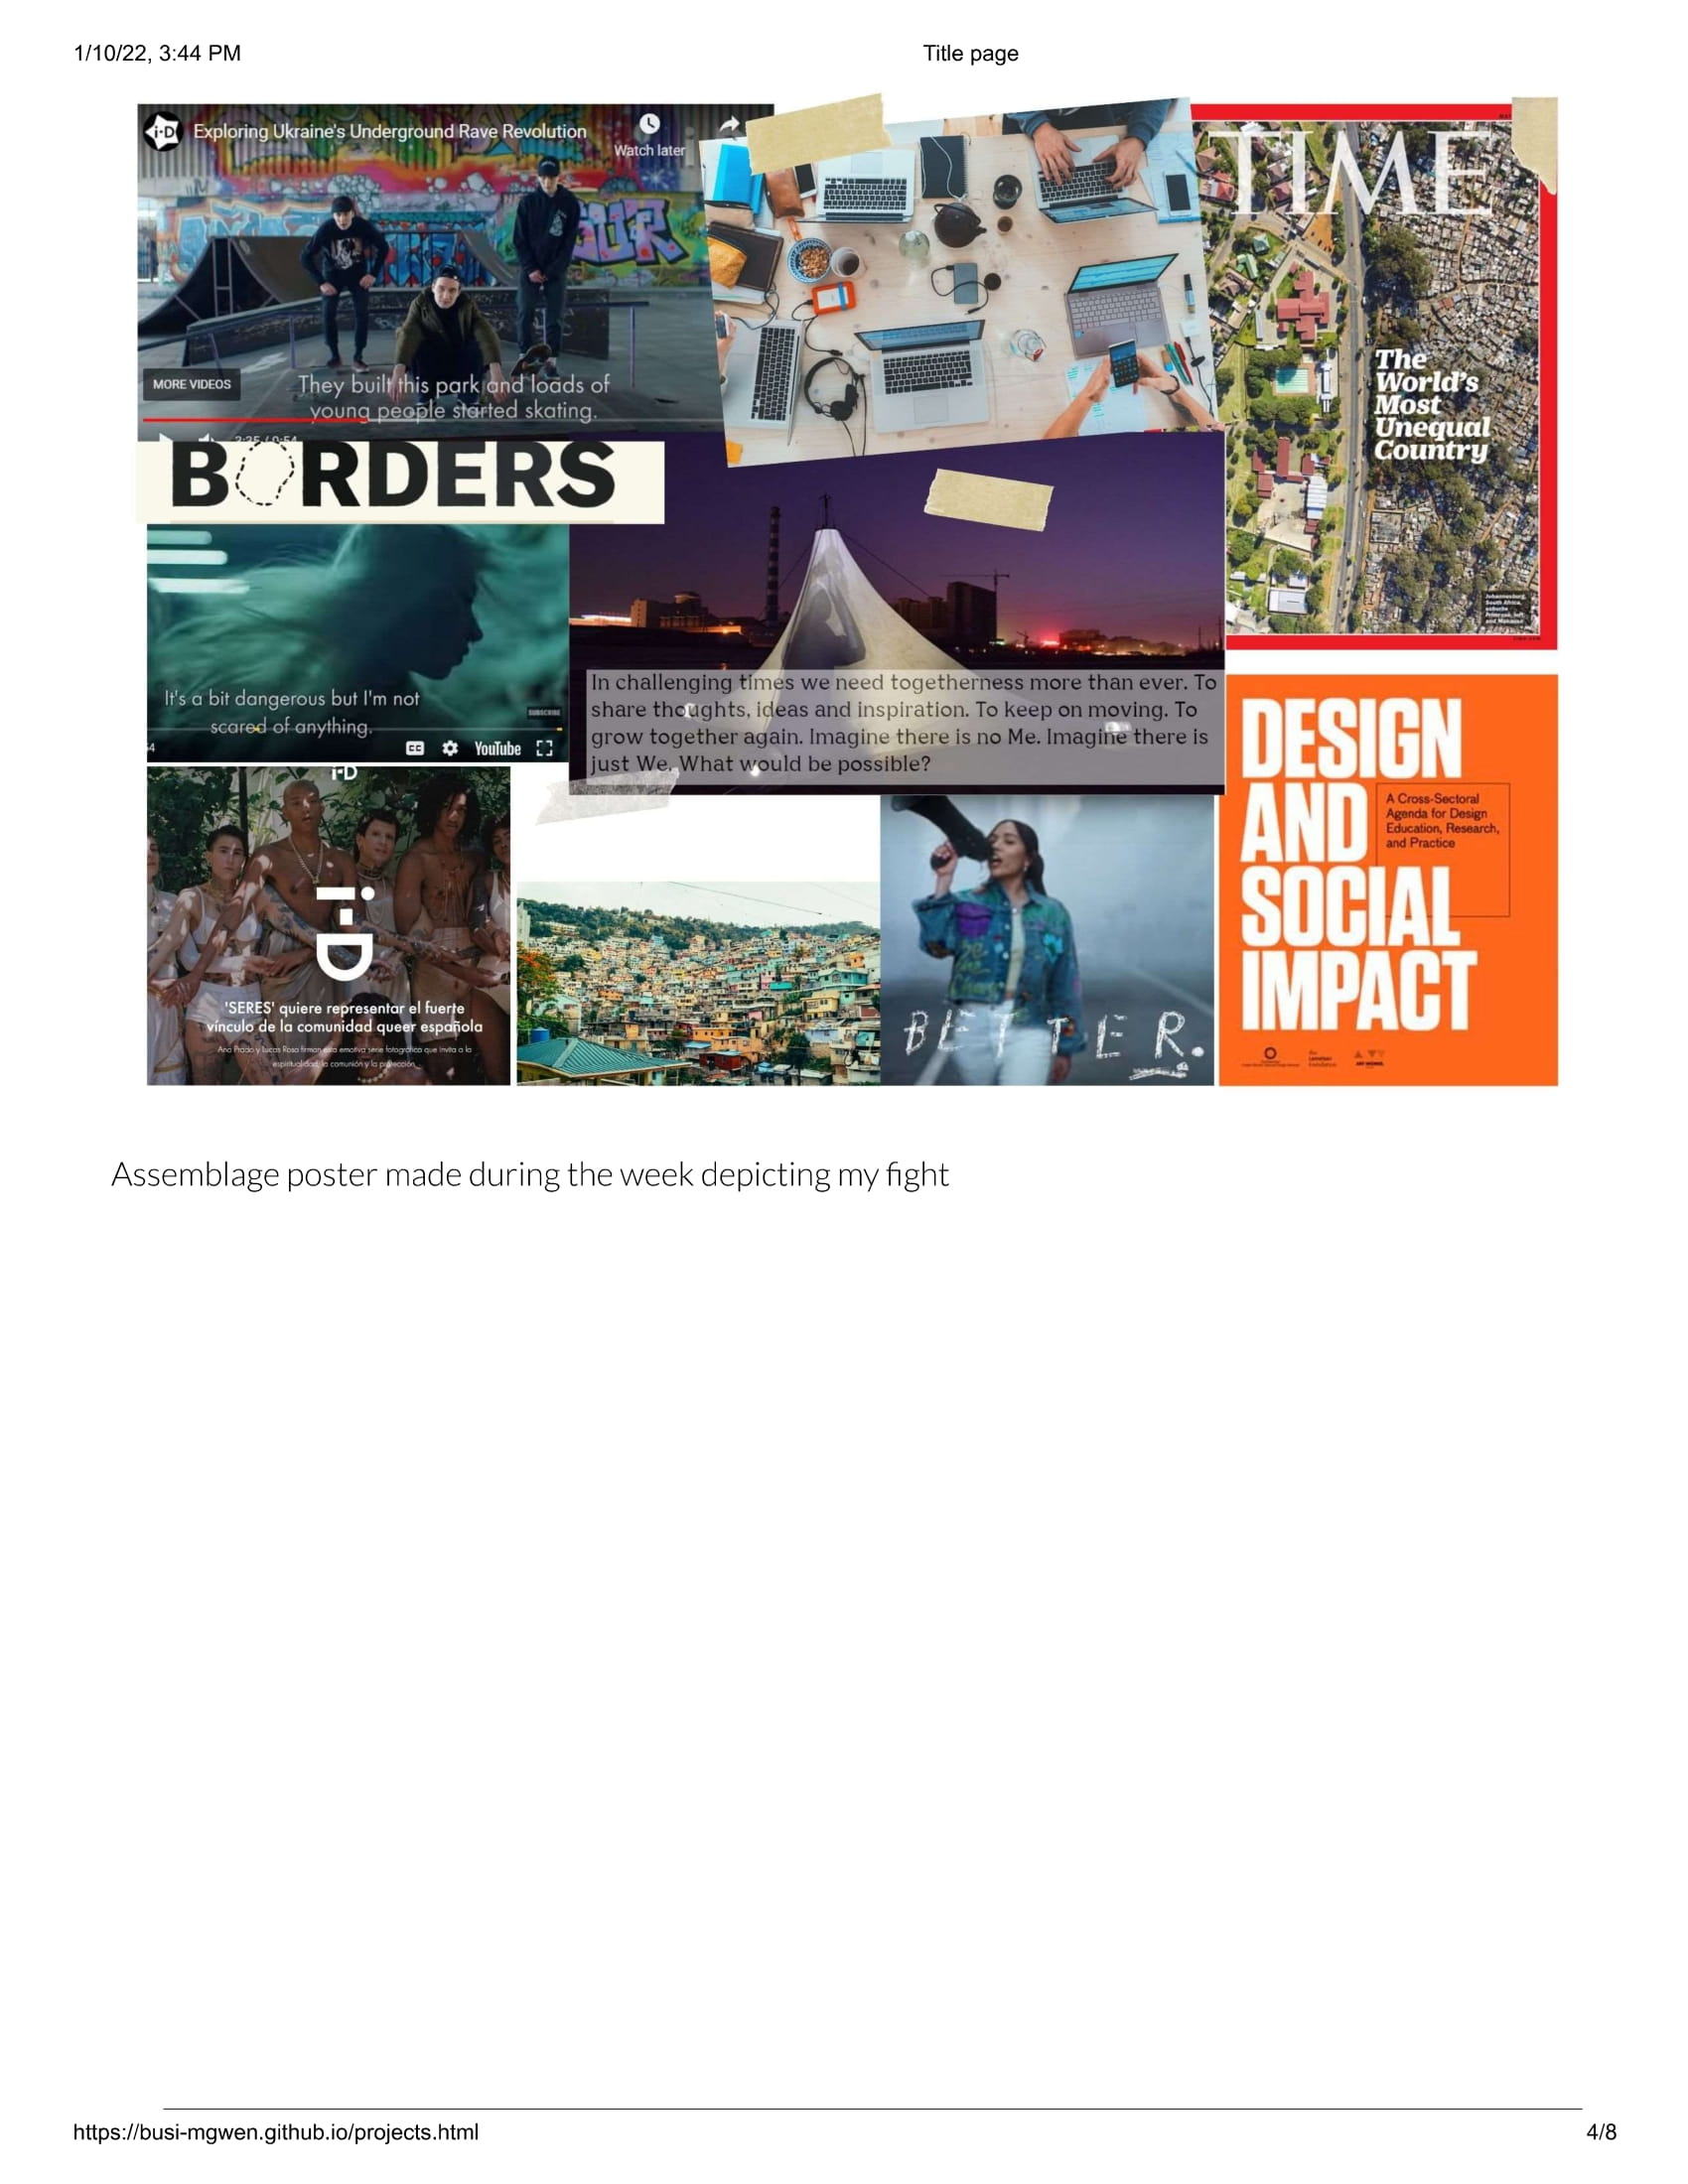 1/10/22, 3:44 PM
Title page
i-D
Exploring Ukraine's Underground Rave Revolution
Watch later
MORE VIDEOS
They built this park and loads of
young people started skating.
TIME
The
World's
Most
Unequal
Country
Johannesburg,
South Africa,
BORDERS
It's a bit dangerous but I'm not
scared of anything.
SUBSCRIBE
CC
YouTube
In challenging times we need togetherness more than ever. To
share thoughts, ideas and inspiration. To keep on moving. To
grow together again. Imagine there is no Me. Imagine there is
just We. What would be possible?
i-D
i-D
'SERES' quiere representar el fuerte
vínculo de la comunidad queer española
Ana Prado y Lucas Rosa firman esta emotiva serie fotográfica que invita a la
espiritualidad, la comunión y la protección.
BETTER.
DESIGN
AND
SOCIAL
IMPACT
A Cross-Sectoral
Agenda for Design
Education, Research,
and Practice
Assemblage poster made during the week depicting my fight
https://busi-mgwen.github.io/projects.html
4/8